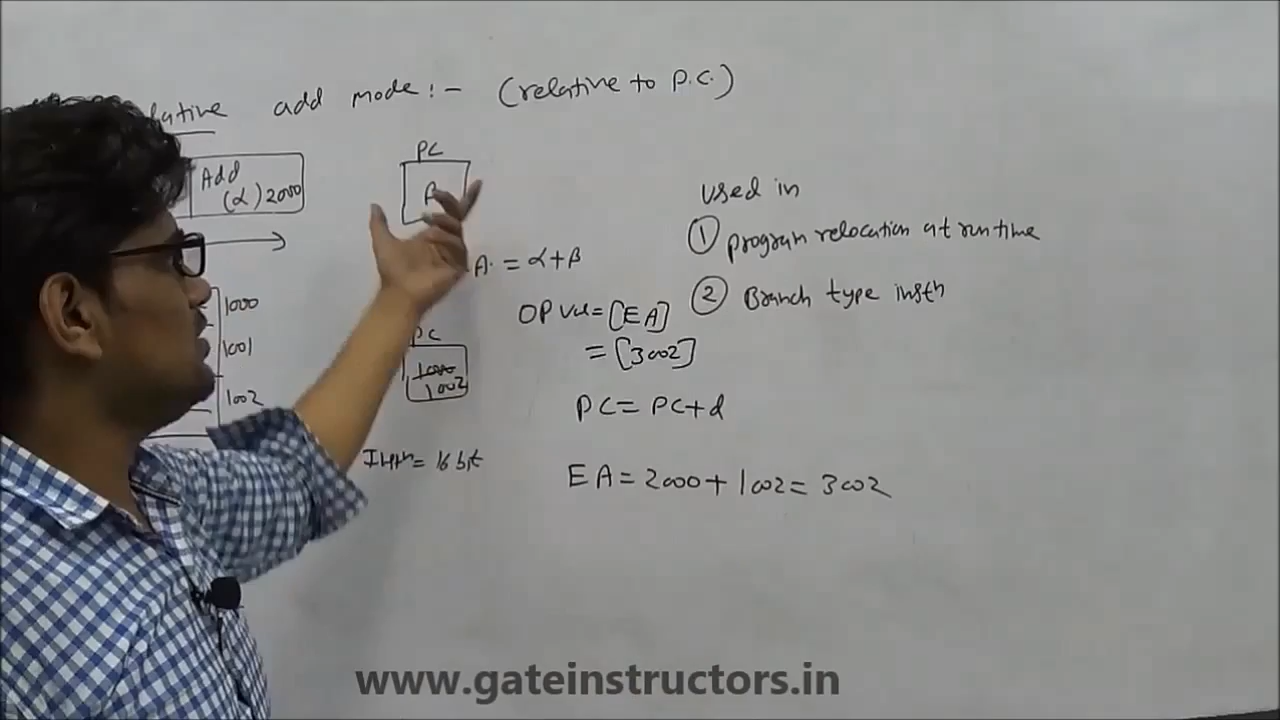 lative add mode:- (relative to P.C.)
Add
(α) 2000
PC
used in
① program relocation at runtime
② Branch type instn
A. = α+β
OP val=[EA]
= [3002]
1000
1001
1002
PC
1000
1002
PC= PC+d
= 16 bit
EA= 2000+ 1002= 3002
www.gateinstructors.in